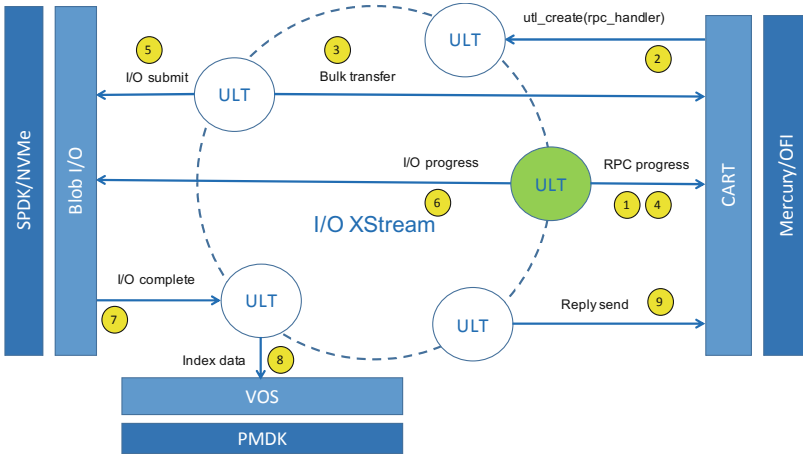 utl_create(rpc_handler)
ULT
2
5
3
I/O submit
Bulk transfer
ULT
SPDK/NVMe
Blob I/O
I/O progress
RPC progress
ULT
6
1
4
I/O XStream
CART
Mercury/OFI
I/O complete
7
ULT
Reply send
9
ULT
Index data
8
VOS
PMDK